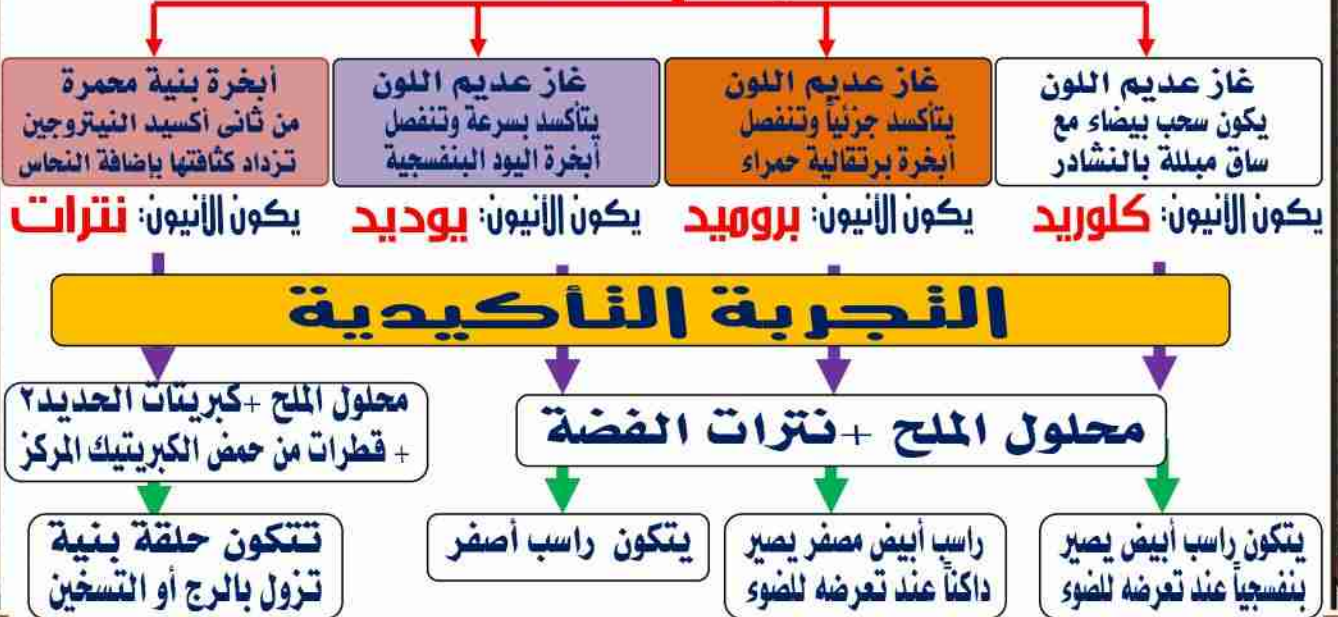 غاز عديم اللون
يكون سحب بيضاء مع
ساق مبللة بالنشادر
غاز عديم اللون
يتأكسد جزئياً وتنفصل
أبخرة برتقالية حمراء
غاز عديم اللون
يتأكسد بسرعة وتنفصل
أبخرة اليود البنفسجية
أبخرة بنية محمرة
من ثانى أكسيد النيتروجين
تزداد كثافتها بإضافة النحاس
يكون الأنيون: كلوريد
يكون الأنيون: بروميد
يكون الأنيون: يوديد
يكون الأنيون: نترات
التجربة التأكيدية
محلول الملح +نترات الفضة
محلول الملح +كبريتات الحديد٢
+ قطرات من حمض الكبريتيك المركز
يتكون راسب أبيض يصير
بنفسجياً عند تعرضه للضوء
راسب أبيض مصفر يصير
داكناً عند تعرضه للضوء
يتكون راسب أصفر
تتكون حلقة بنية
تزول بالرج أو التسخين